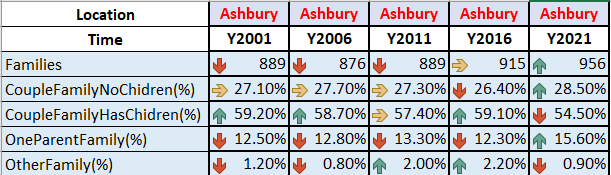 Location Ashbury Ashbury Ashbury Ashbury Ashbury
Time Y2001 Y2006 Y2011 Y2016 Y2021
Families 889 876 889 915 956
CoupleFamilyNoChidren(%) 27.10% 27.70% 27.30% 26.40% 28.50%
CoupleFamilyHasChidren(%) 59.20% 58.70% 57.40% 59.10% 54.50%
OneParentFamily(%) 12.50% 12.80% 13.30% 12.30% 15.60%
OtherFamily(%) 1.20% 0.80% 2.00% 2.20% 0.90%